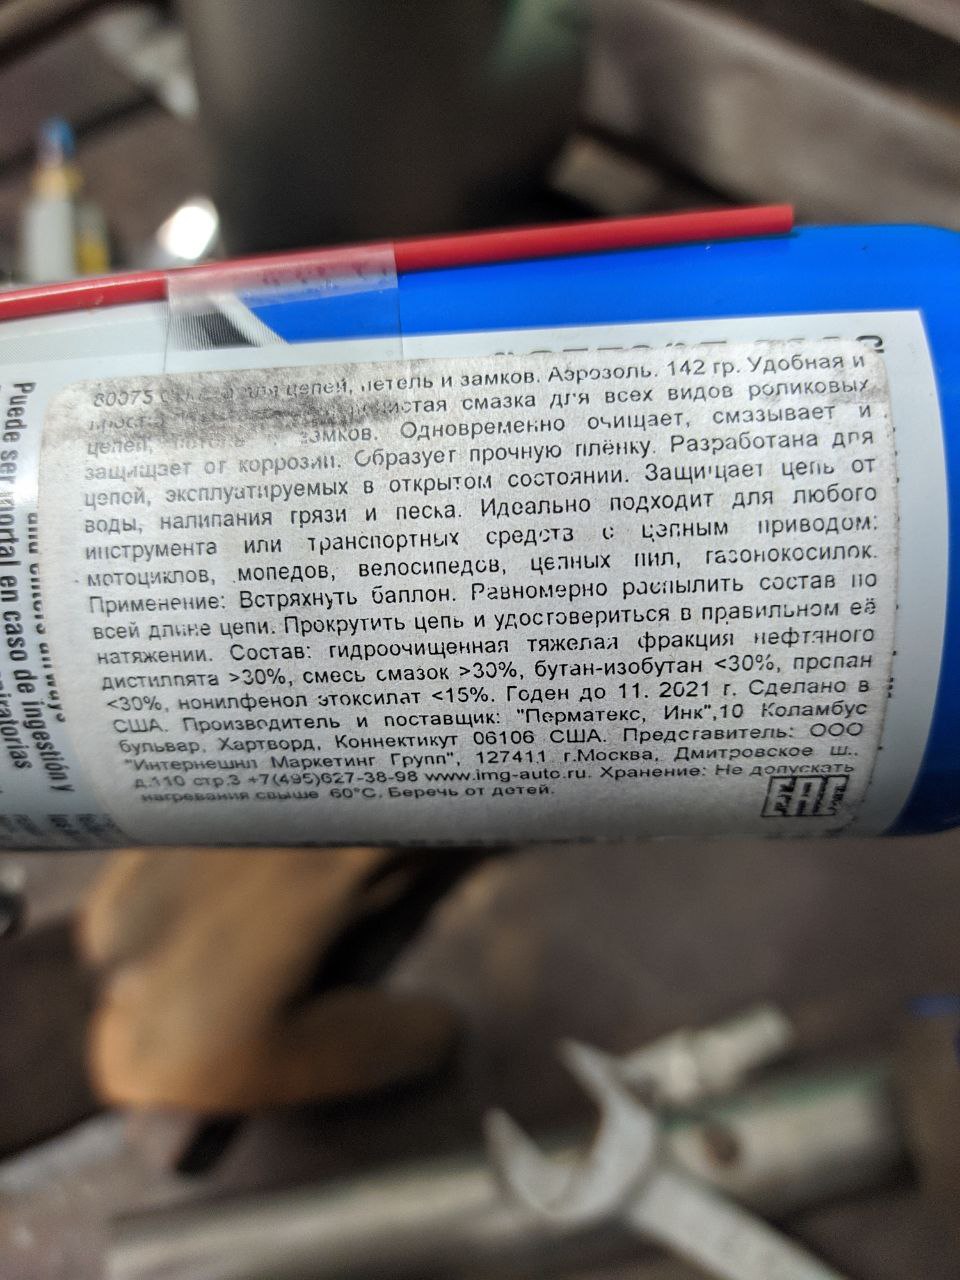 80075 цепей, петель и замков. Аэрозоль. 142 гр. Удобная и
смазка для всех видов роликовых
цепей, замков. Одновременно очищает, смазывает и
защищает от коррозии. Образует прочную плёнку. Разработана для
цепей, эксплуатируемых в открытом состоянии. Защищает цепь от
воды, налипания грязи и песка. Идеально подходит для любого
инструмента или транспортных средств с цепным приводом:
мотоциклов, мопедов, велосипедов, цепных пил, газонокосилок.
Применение: Встряхнуть баллон. Равномерно распылить состав по
всей длине цепи. Прокрутить цепь и удостовериться в правильном её
натяжении. Состав: гидроочищенная тяжелая фракция нефтяного
дистиллята >30%, смесь смазок >30%, бутан-изобутан <30%, пропан
<30%, нонилфенол этоксилат <15%. Годен до 11. 2021 г. Сделано в
США. Производитель и поставщик: "Перматекс, Инк",10 Коламбус
бульвар, Хартворд, Коннектикут 06106 США. Представитель: ООО
"Интернешнл Маркетинг Групп", 127411 г.Москва, Дмитровское ш.,
д.110 стр.3 +7(495)627-38-98 www.img-auto.ru. Хранение: Не допускать
нагревания свыше 60°С. Беречь от детей.
EAC
Puede ser mortal en caso de ingestión y